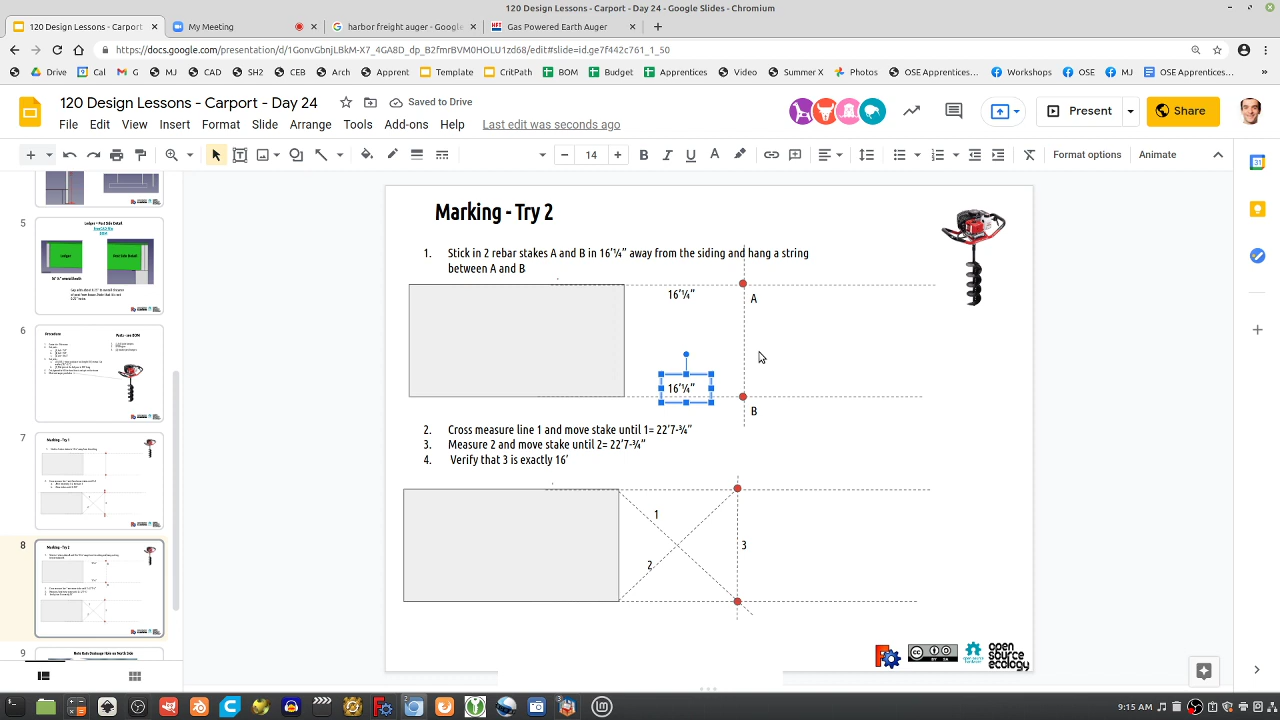 120 Design Lessons - Carport - Day 24 - Google Slides - Chromium
120 Design Lessons - Carport
My Meeting
harbor freight auger - Google
Gas Powered Earth Auger
https://docs.google.com/presentation/d/1GonvGbnjLBkM-X7_4GA8D_dp_B2fmrBVM0HOLU1zd68/edit#slide=id.ge7f442c761_1_50
Drive
Cal
G
MJ
CAD
SH2
CEB
Arch
Apprent
Template
CritPath
BOM
Budget
Apprentices
Video
Summer X
Photos
OSE Apprentices...
Workshops
OSE
MJ
OSE Apprentices...
120 Design Lessons - Carport - Day 24
Saved to Drive
File Edit View Insert Format Slide Arrange Tools Add-ons Help
Last edit was seconds ago
Present
Share
14
Format options
Animate
5
6
7
8
9
Ledger
Procedure
Marking - Try 1
Marking - Try 2
Marking - Try 2
1. Stick in 2 rebar stakes A and B in 16'¼" away from the siding and hang a string
between A and B
16'¼"
A
16'¼"
B
2. Cross measure line 1 and move stake until 1= 22'7-¾"
3. Measure 2 and move stake until 2= 22'7-¾"
4. Verify that 3 is exactly 16'
1
3
2
open
source
ecology
9:15 AM